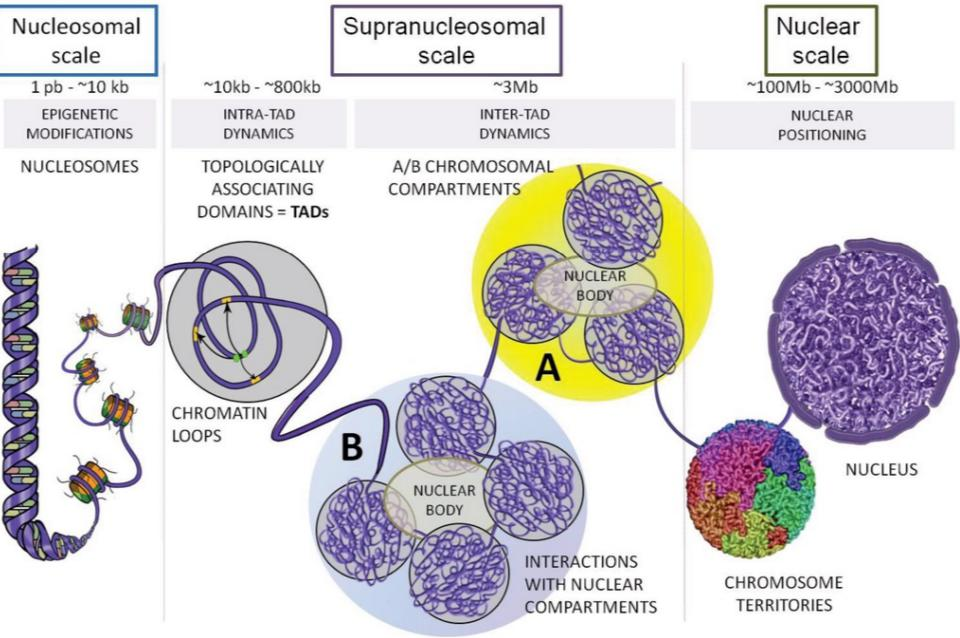 Nucleosomal
scale
Supranucleosomal
scale
Nuclear
scale
1 pb - ~10 kb
~10kb - ~800kb
~3Mb
~100Mb - ~3000Mb
EPIGENETIC
MODIFICATIONS
INTRA-TAD
DYNAMICS
INTER-TAD
DYNAMICS
NUCLEAR
POSITIONING
NUCLEOSOMES
TOPOLOGICALLY
ASSOCIATING
DOMAINS = TADs
A/B CHROMOSOMAL
COMPARTMENTS
NUCLEAR
BODY
A
CHROMATIN
LOOPS
B
NUCLEAR
BODY
NUCLEUS
INTERACTIONS
WITH NUCLEAR
COMPARTMENTS
CHROMOSOME
TERRITORIES